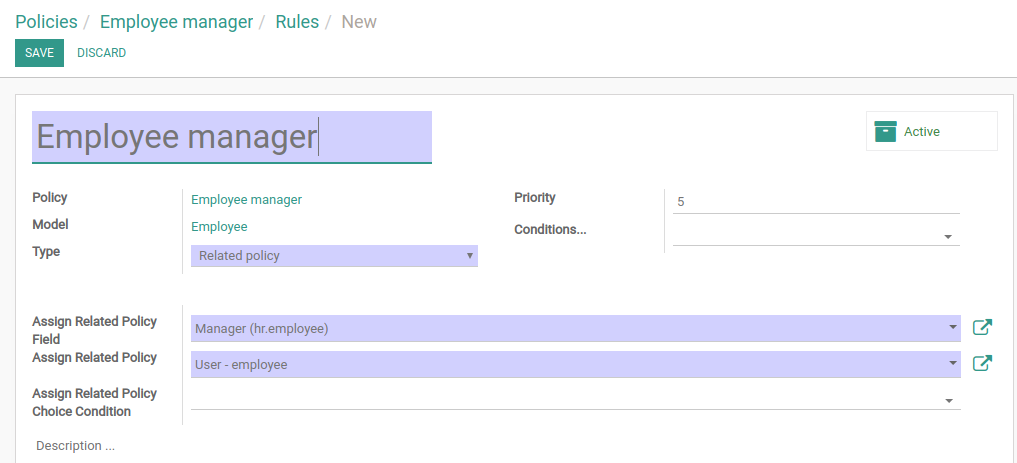 Policies / Employee manager / Rules / New
SAVE DISCARD
Employee manager
Active
Policy Employee manager
Priority 5
Model Employee
Conditions...
Type Related policy
Assign Related Policy
Field
Manager (hr.employee)
Assign Related Policy User - employee
Assign Related Policy
Choice Condition
Description ...